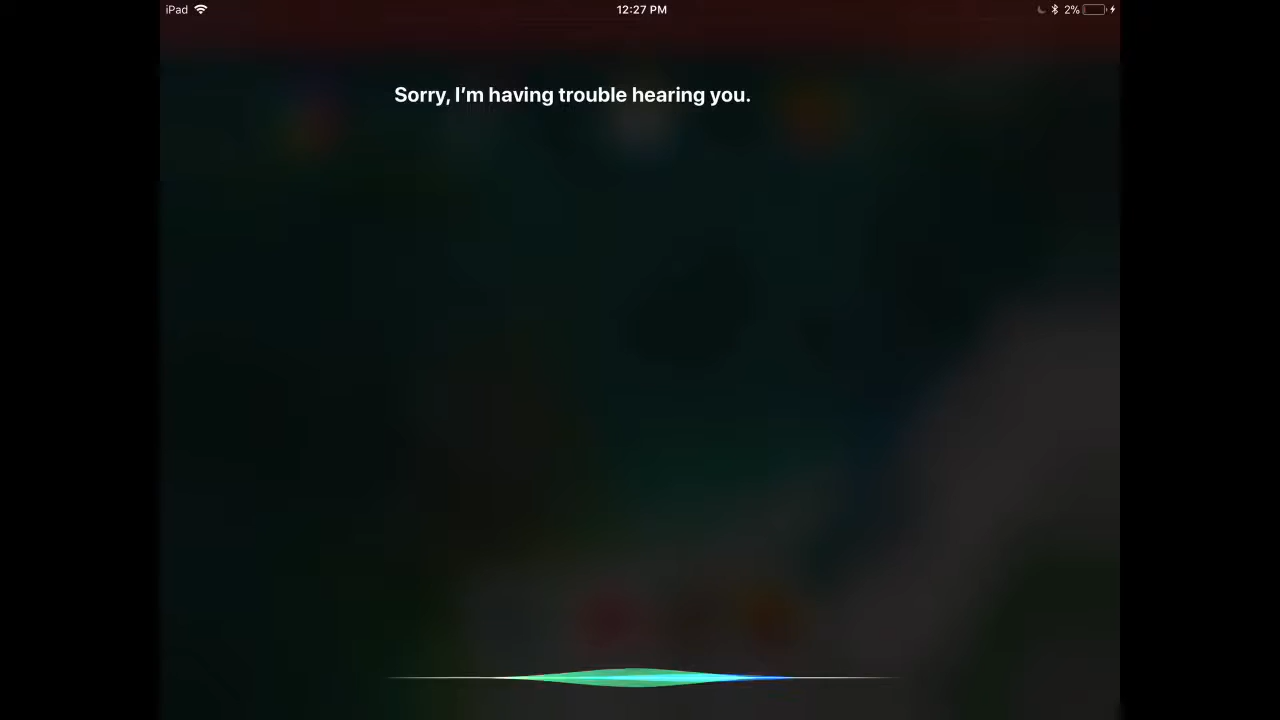 iPad 12:27 PM 2%
Sorry, I’m having trouble hearing you.